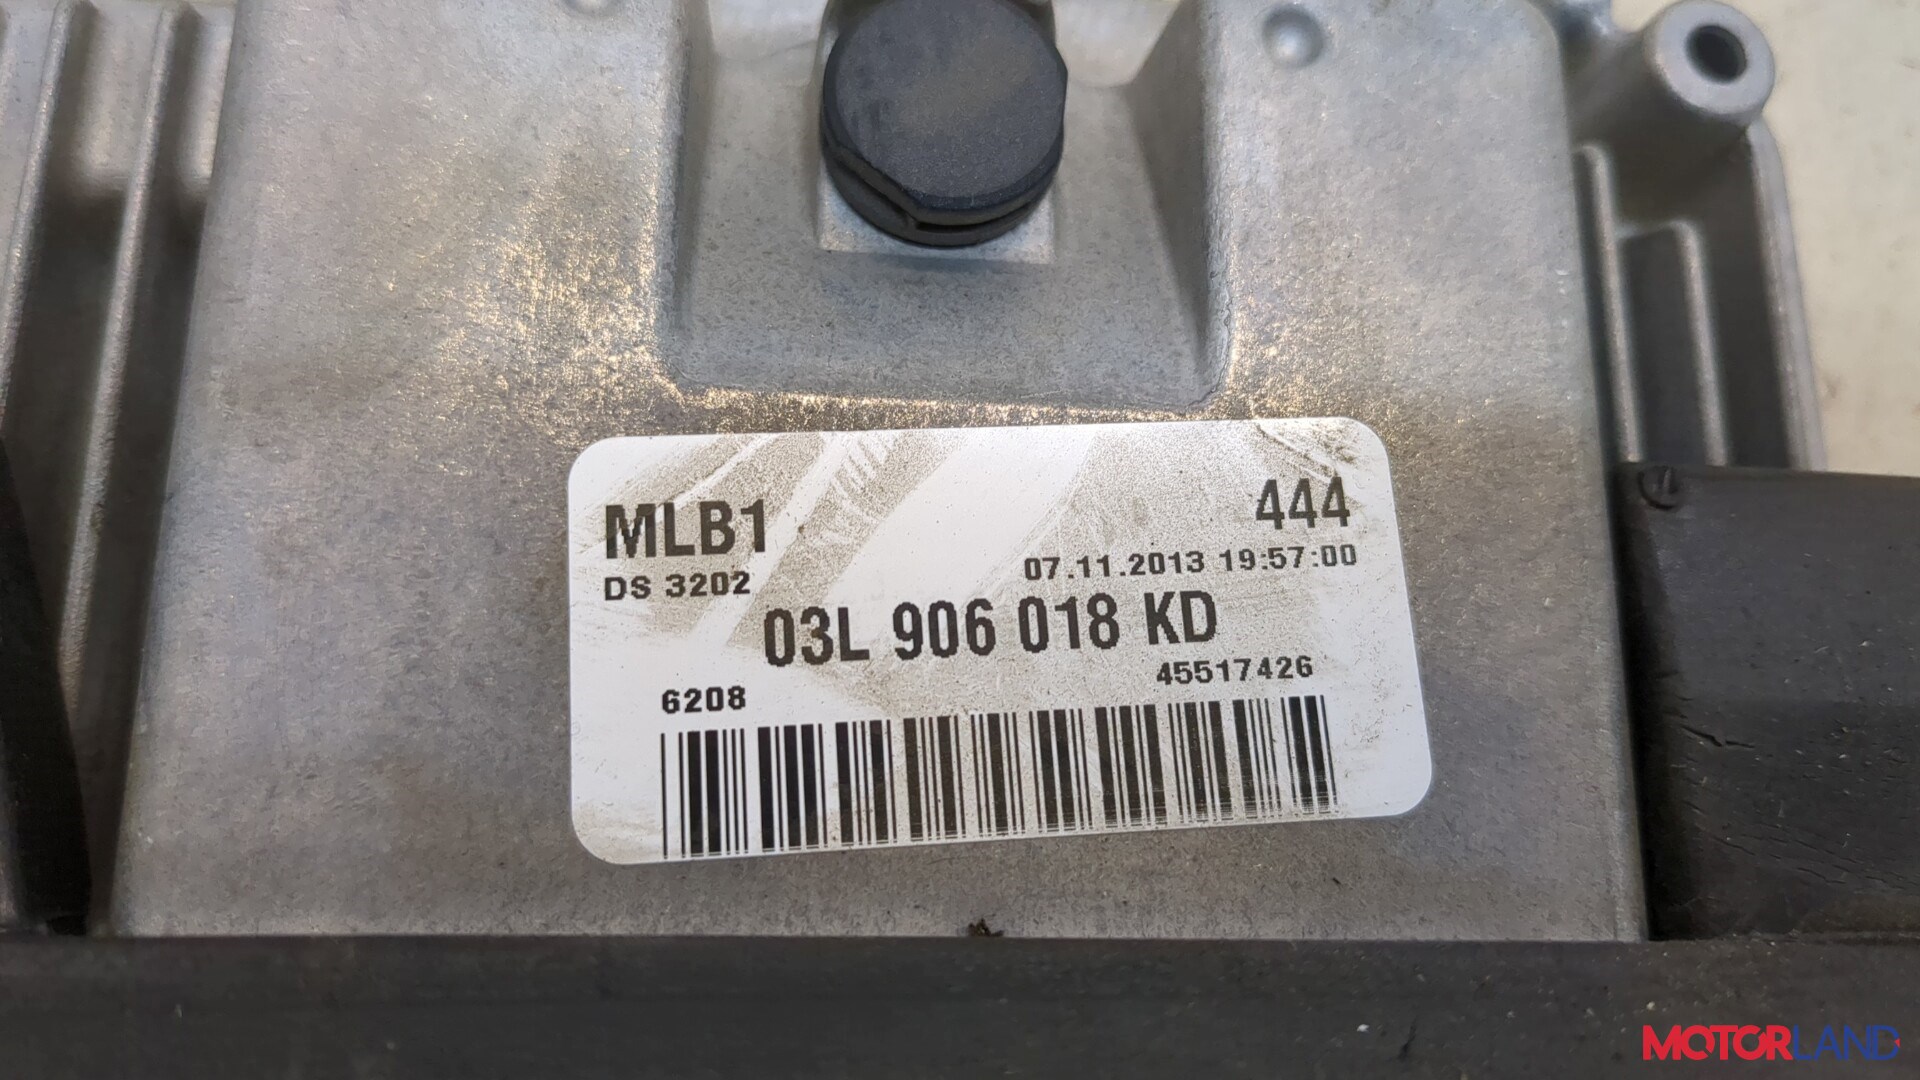 MLB1 444
DS 3202 07.11.2013 19:57:00
03L 906 018 KD
6208 45517426
MOTORLAND